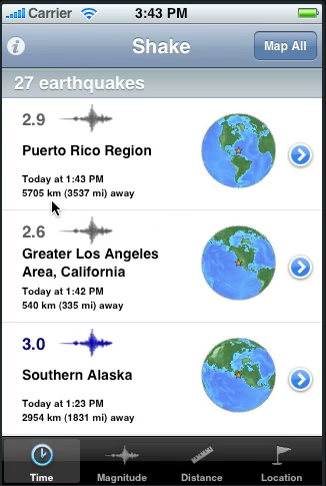 Carrier 3:43 PM
Shake
Map All
27 earthquakes
2.9
Puerto Rico Region
Today at 1:43 PM
5705 km (3537 mi) away
2.6
Greater Los Angeles
Area, California
Today at 1:42 PM
540 km (335 mi) away
3.0
Southern Alaska
Today at 1:23 PM
2954 km (1831 mi) away
Time Magnitude Distance Location